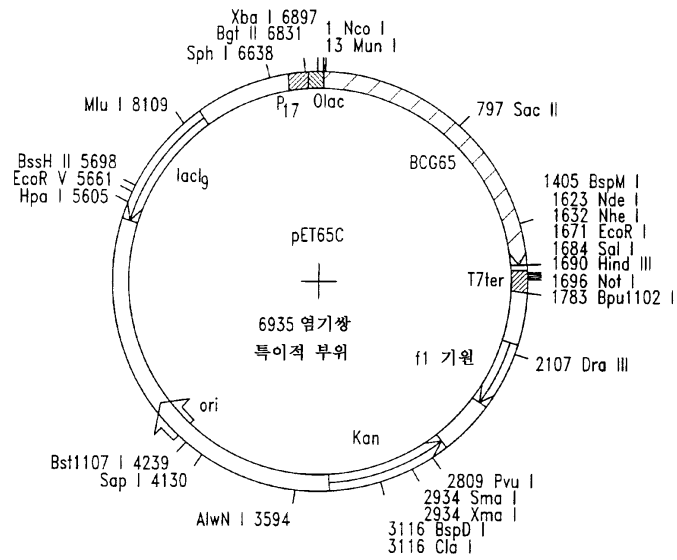 Xba I 6897
Bgt II 6831
Sph I 6638
1 Nco I
13 Mun I
P17
Olac
Mlu I 8109
797 Sac II
BssH II 5698
EcoR V 5661
Hpa I 5605
lacIg
BCG65
1405 BspM I
1623 Nde I
1632 Nhe I
1671 EcoR I
1684 Sal I
1690 Hind III
1696 Not I
1783 Bpu1102 I
pET65C
T7ter
6935 염기쌍
특이적 부위
f1 기원
2107 Dra III
ori
Kan
Bst1107 I 4239
Sap I 4130
AlwN I 3594
2809 Pvu I
2934 Sma I
2934 Xma I
3116 BspD I
3116 Cla I